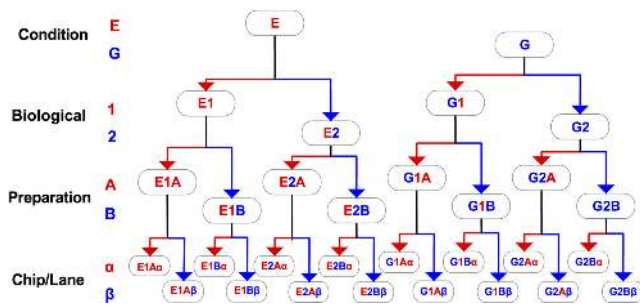 Condition E E G
G
Biological 1 E1 G1
2 E2 G2
Preparation A E1A E2A G1A G2A
B E1B E2B G1B G2B
Chip/Lane α E1Aα E1Bα E2Aα E2Bα G1Aα G1Bα G2Aα G2Bα
β E1Aβ E1Bβ E2Aβ E2Bβ G1Aβ G1Bβ G2Aβ G2Bβ